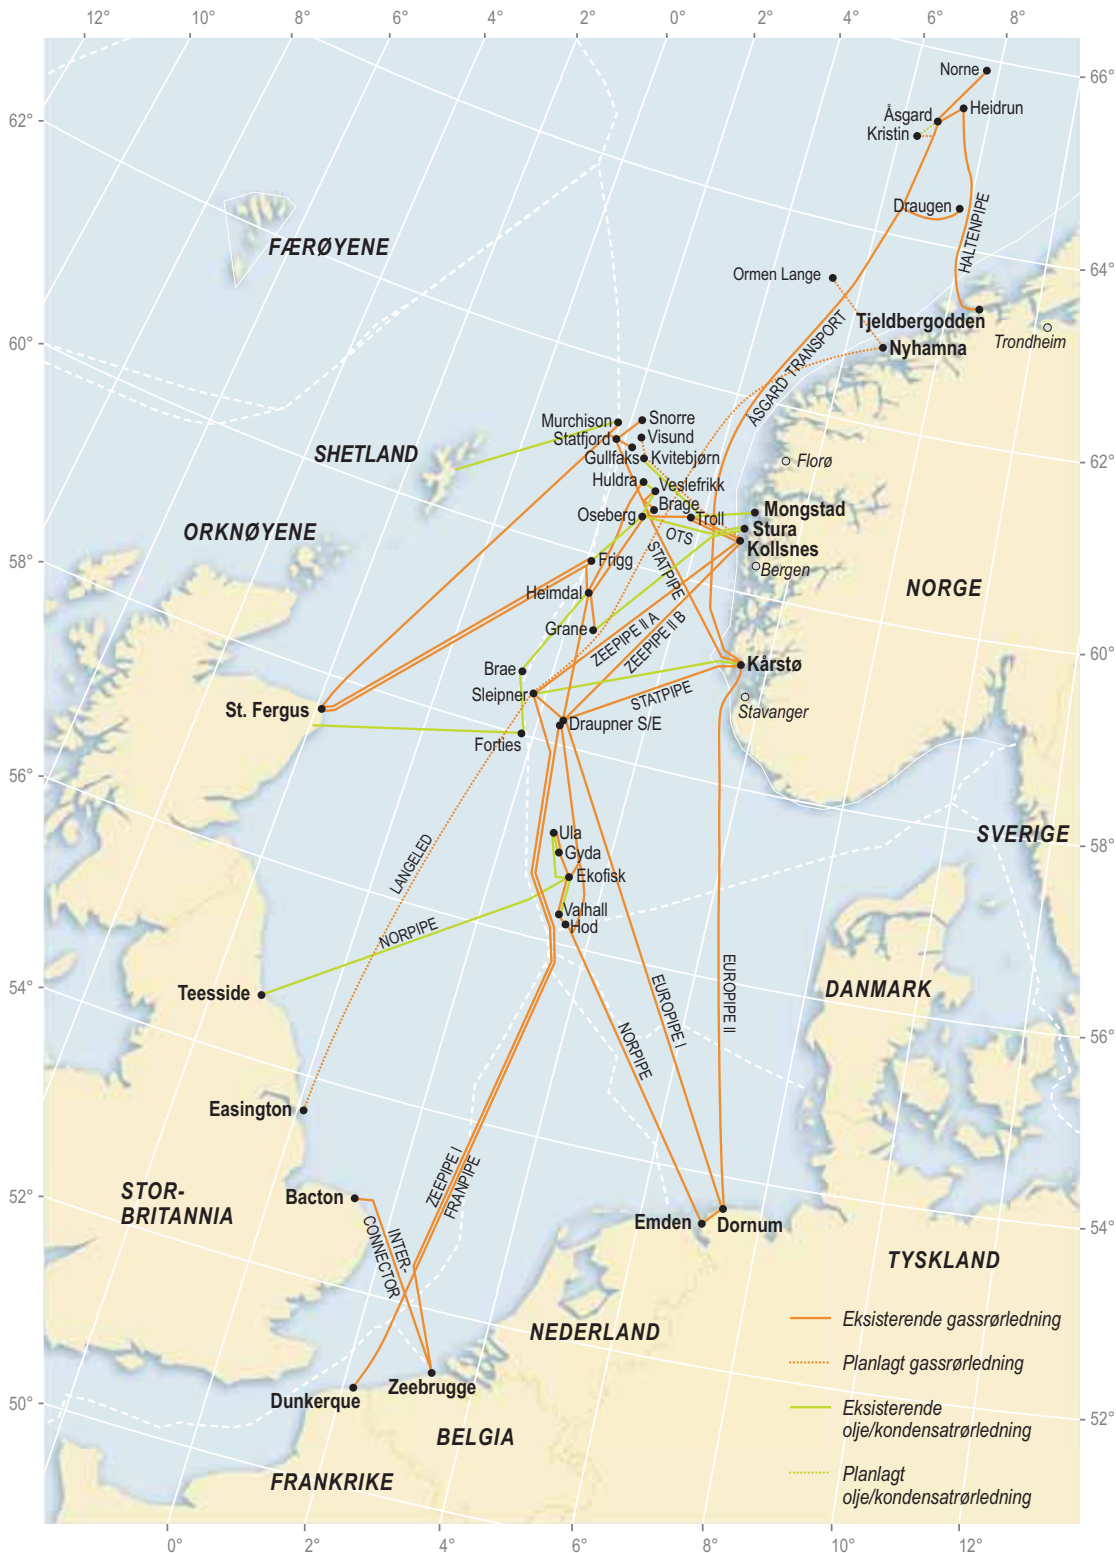 12°
10°
8°
6°
4°
2°
0°
2°
4°
6°
8°
66°
Norne
Åsgard
Heidrun
Kristin
62°
Draugen
HALTENPIPE
FÆRØYENE
64°
Ormen Lange
Tjeldbergodden
Trondheim
60°
Nyhamna
ÅSGARD TRANSPORT
Murchison
Snorre
Statfjord
Visund
SHETLAND
Gullfaks
Kvitebjørn
Florø
62°
Huldra
Veslefrikk
Brage
Mongstad
Oseberg
Troll
Stura
ORKNØYENE
OTS
Kollsnes
58°
Frigg
STATPIPE
Bergen
NORGE
Heimdal
Grane
ZEEPIPE II A
ZEEPIPE II B
60°
Brae
Kårstø
Sleipner
STATPIPE
St. Fergus
Stavanger
Draupner S/E
Forties
56°
Ula
SVERIGE
58°
Gyda
LANGELED
Ekofisk
Valhall
Hod
NORPIPE
54°
Teesside
EUROPIPE II
DANMARK
EUROPIPE I
NORPIPE
56°
Easington
ZEEPIPE I
FRANPIPE
52°
STOR-
BRITANNIA
Bacton
INTER-
CONNECTOR
Emden
Dornum
54°
TYSKLAND
NEDERLAND
Eksisterende gassrørledning
Planlagt gassrørledning
50°
Dunkerque
Zeebrugge
Eksisterende
olje/kondensatrørledning
52°
BELGIA
FRANKRIKE
Planlagt
olje/kondensatrørledning
0°
2°
4°
6°
8°
10°
12°